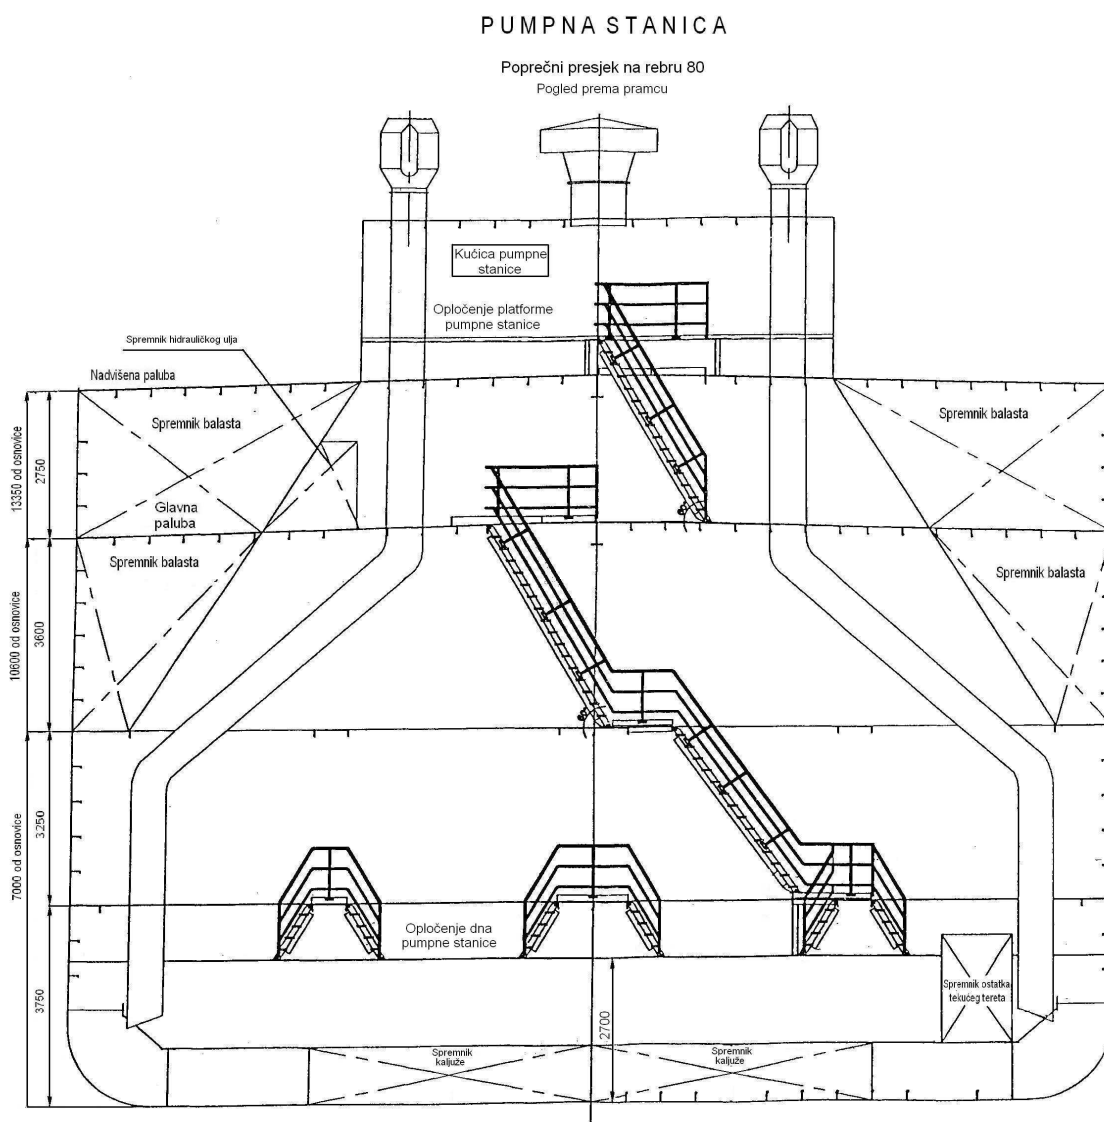 PUMPNA STANICA
Poprečni presjek na rebru 80
Pogled prema pramcu
Kućica pumpne
stanice
Opločenje platforme
pumpne stanice
Spremnik hidrauličkog ulja
Nadvišena paluba
Spremnik balasta
Spremnik balasta
Glavna
paluba
Spremnik balasta
Spremnik balasta
13350 od osnovice
2750
10600 od osnovice
3600
7000 od osnovice
3250
3750
Opločenje dna
pumpne stanice
2700
Spremnik ostatka
tekućeg tereta
Spremnik
kaljuže
Spremnik
kaljuže